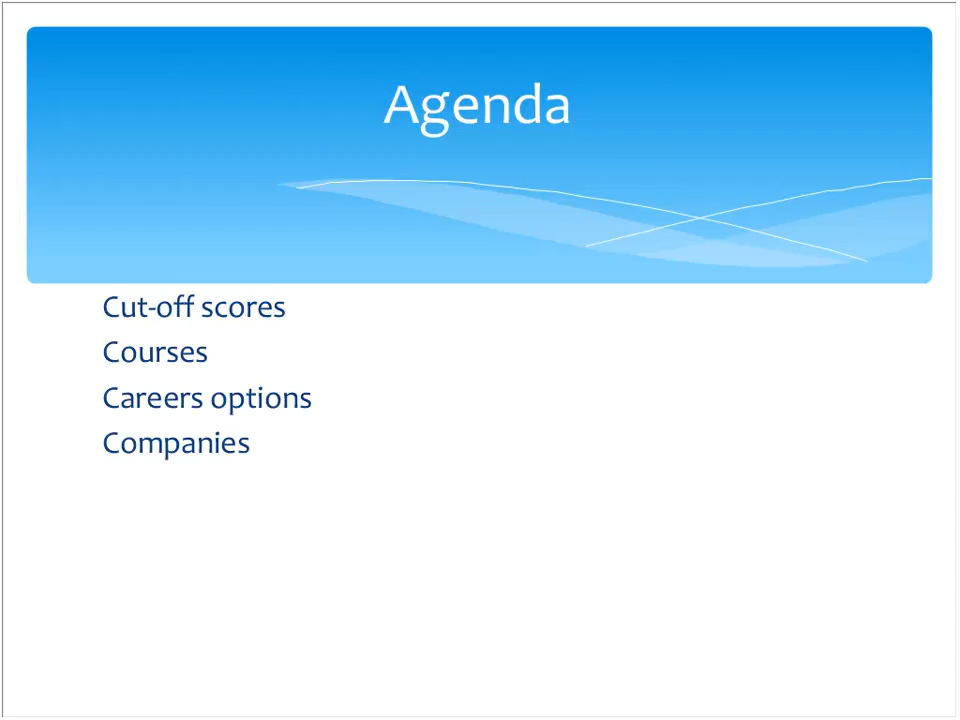 Agenda
Cut-off scores
Courses
Careers options
Companies